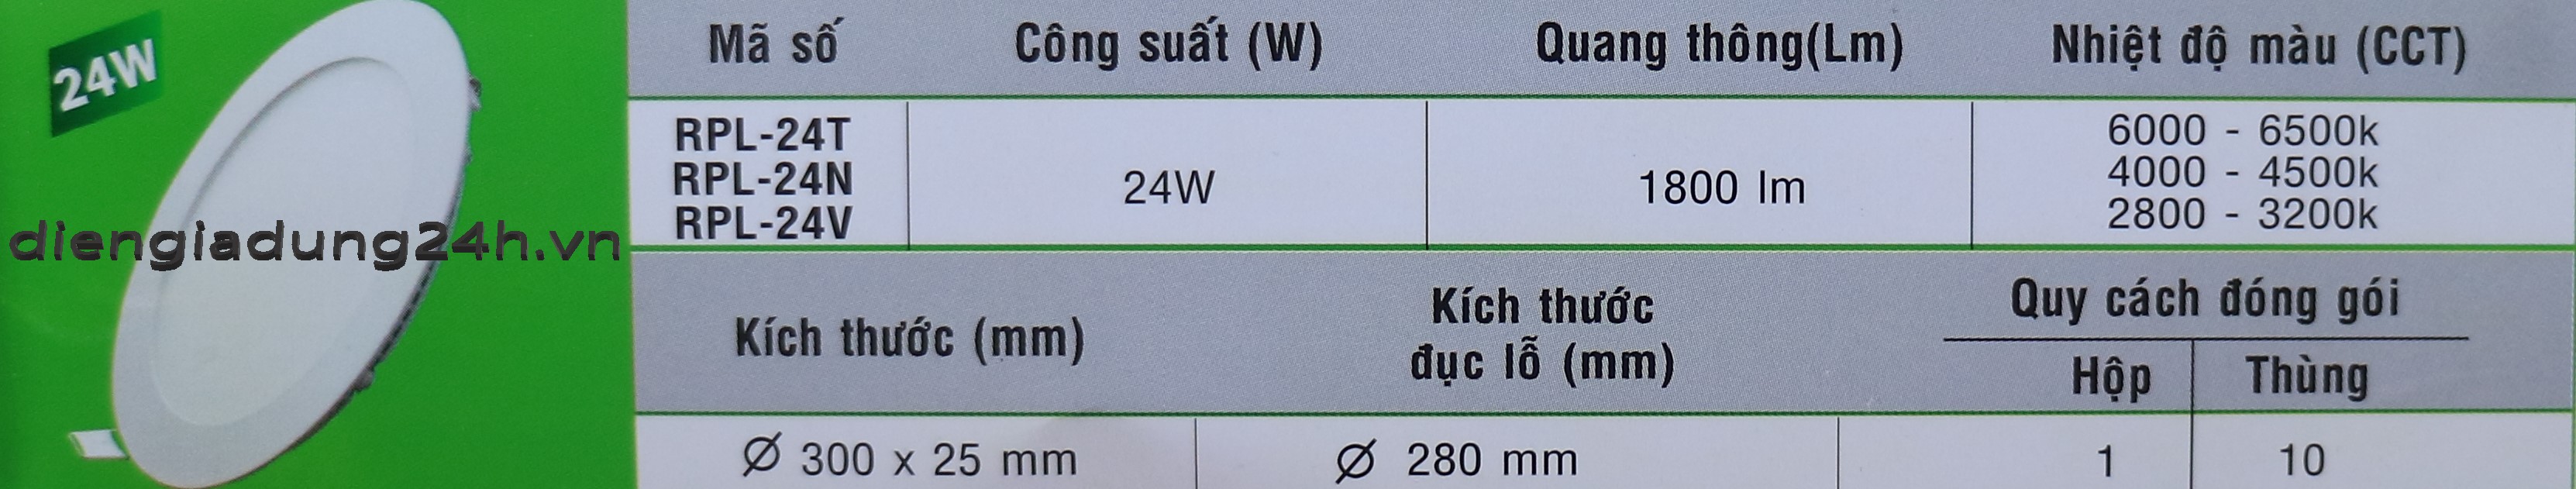 24W
diengiadung24h.vn
Mã số Công suất (W) Quang thông(Lm) Nhiệt độ màu (CCT)
RPL-24T 6000 - 6500k
RPL-24N 24W 1800 lm 4000 - 4500k
RPL-24V 2800 - 3200k
Kích thước (mm) Kích thước Quy cách đóng gói
đục lỗ (mm) Hộp Thùng
Ø 300 x 25 mm Ø 280 mm 1 10